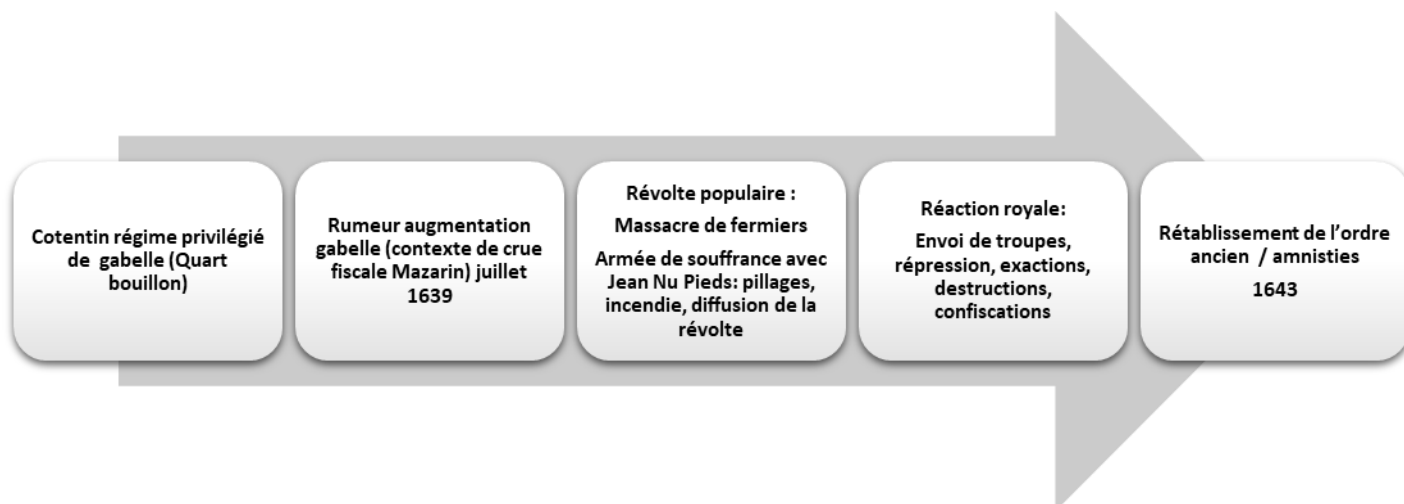 Cotentin régime privilégié
de gabelle (Quart
bouillon)
Rumeur augmentation
gabelle (contexte de crue
fiscale Mazarin) juillet
1639
Révolte populaire :
Massacre de fermiers
Armée de souffrance avec
Jean Nu Pieds: pillages,
incendie, diffusion de la
révolte
Réaction royale:
Envoi de troupes,
répression, exactions,
destructions,
confiscations
Rétablissement de l'ordre
ancien / amnisties
1643